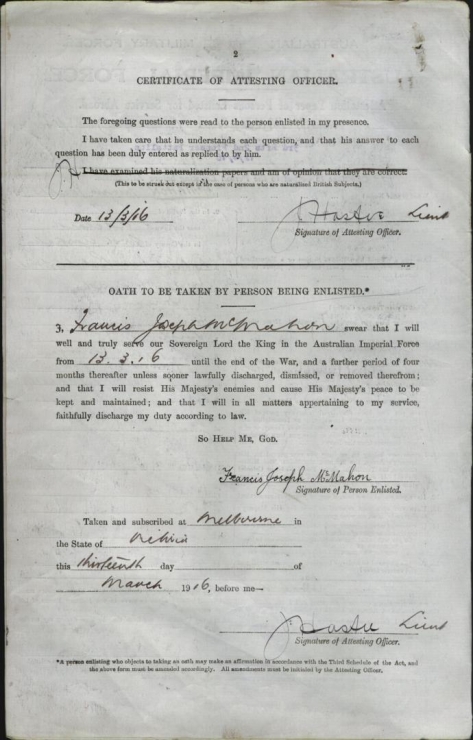 2
CERTIFICATE OF ATTESTING OFFICER.
The foregoing questions were read to the person enlisted in my presence.
I have taken care that he understands each question, and that his answer to each
question has been duly entered as replied to by him.
JH I have examined his naturalization papers and am of opinion that they are correct.
(This to be struck out except in the case of persons who are naturalized British Subjects.)
Date 13/3/16 J. Hastie Lieut
Signature of Attesting Officer.
OATH TO BE TAKEN BY PERSON BEING ENLISTED.*
3. Francis Joseph McMahon swear that I will
well and truly serve our Sovereign Lord the King in the Australian Imperial Force
from 13.3.16 until the end of the War, and a further period of four
months thereafter unless sooner lawfully discharged, dismissed, or removed therefrom;
and that I will resist His Majesty's enemies and cause His Majesty's peace to be
kept and maintained; and that I will in all matters appertaining to my service,
faithfully discharge my duty according to law.
SO HELP ME, GOD.
Francis Joseph McMahon
Signature of Person Enlisted.
Taken and subscribed at Melbourne in
the State of Victoria
this thirteenth day of
March 1916, before me—
J. Hastie Lieut
Signature of Attesting Officer.
*A person enlisting who objects to taking an oath may make an affirmation in accordance with the Third Schedule of the Act, and
the above form must be amended accordingly. All amendments must be initialed by the Attesting Officer.